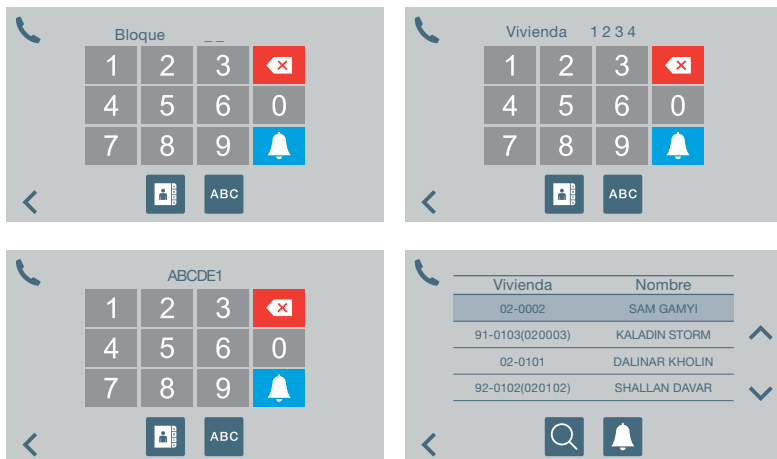 Bloque _ _
1 2 3
4 5 6 0
7 8 9
ABC
Vivienda 1 2 3 4
1 2 3
4 5 6 0
7 8 9
ABC
ABCDE1
1 2 3
4 5 6 0
7 8 9
ABC
Vivienda Nombre
02-0002 SAM GAMYI
91-0103(020003) KALADIN STORM
02-0101 DALINAR KHOLIN
92-0102(020102) SHALLAN DAVAR